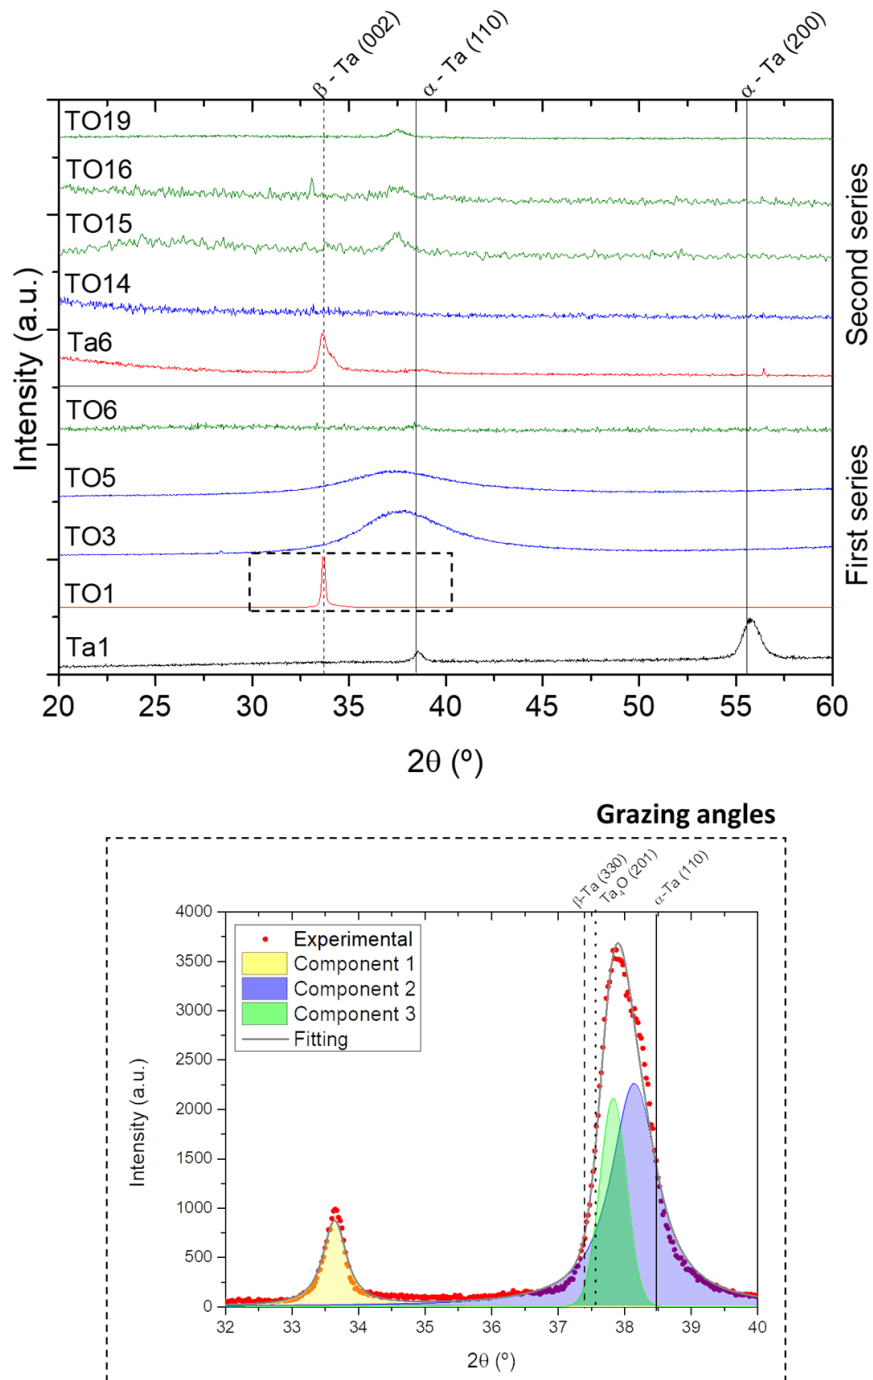 β - Ta (002)
α - Ta (110)
α - Ta (200)
TO19
TO16
TO15
TO14
Ta6
TO6
TO5
TO3
TO1
Ta1
Intensity (a.u.)
Second series
First series
20 25 30 35 40 45 50 55 60
2θ (º)
Grazing angles
β-Ta (330)
Ta₄O (201)
α-Ta (110)
4000
3500
3000
2500
2000
1500
1000
500
0
Experimental
Component 1
Component 2
Component 3
Fitting
Intensity (a.u.)
32 33 34 35 36 37 38 39 40
2θ (º)